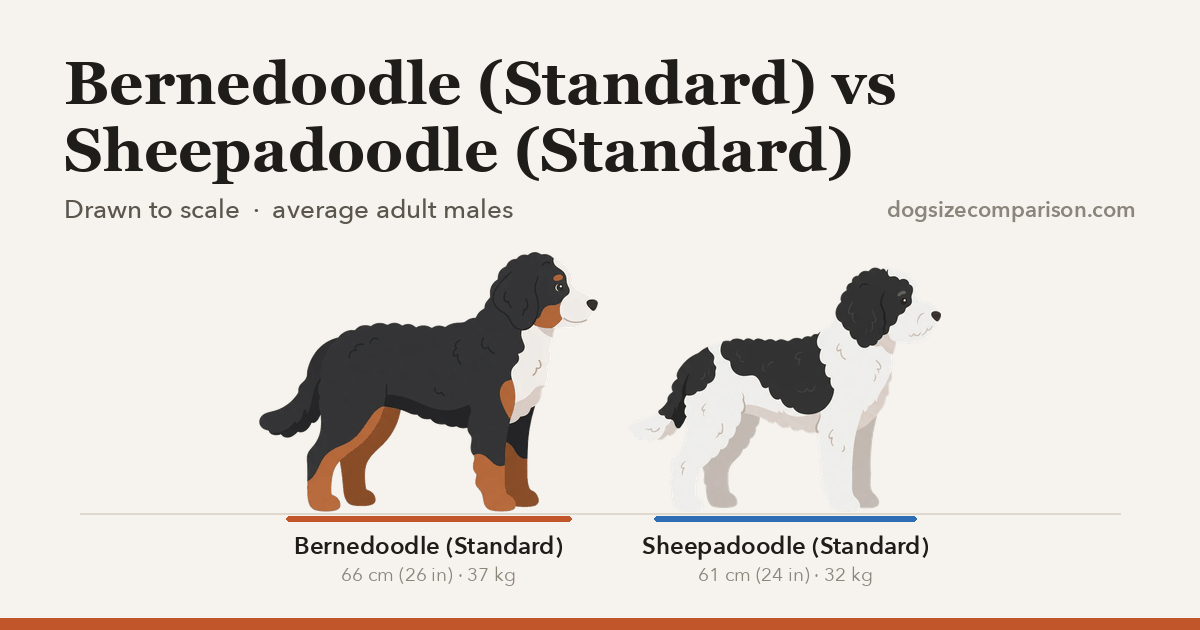 Bernedoodle (Standard) vs
Sheepadoodle (Standard)
Drawn to scale · average adult males
dogsizecomparison.com
Bernedoodle (Standard)
66 cm (26 in) · 37 kg
Sheepadoodle (Standard)
61 cm (24 in) · 32 kg